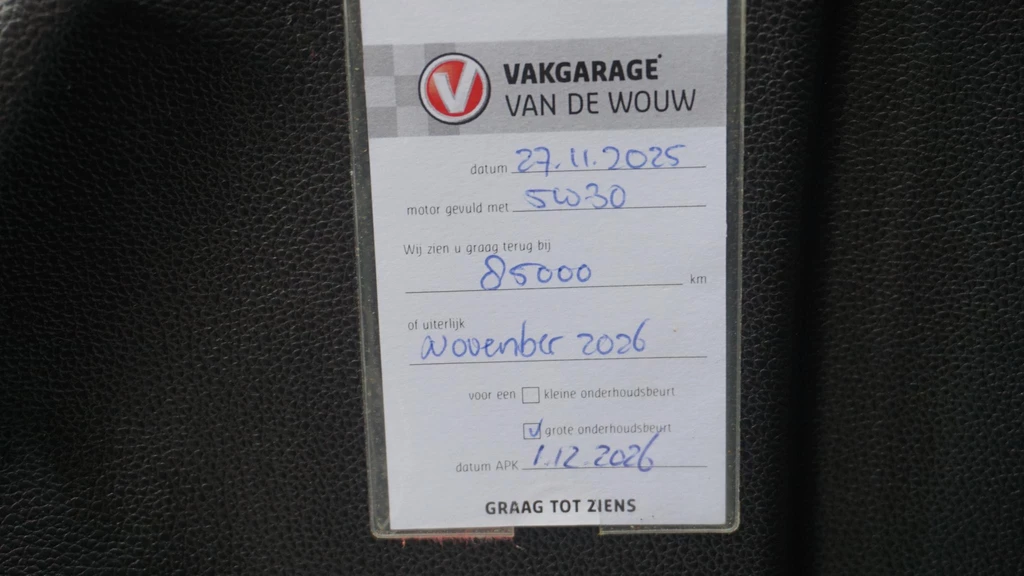 V VAKGARAGE
VAN DE WOUW
datum 27.11.2025
motor gevuld met 5W30
Wij zien u graag terug bij
85000 km
of uiterlijk
November 2026
voor een kleine onderhoudsbeurt
grote onderhoudsbeurt
datum APK 1.12.2026
GRAAG TOT ZIENS